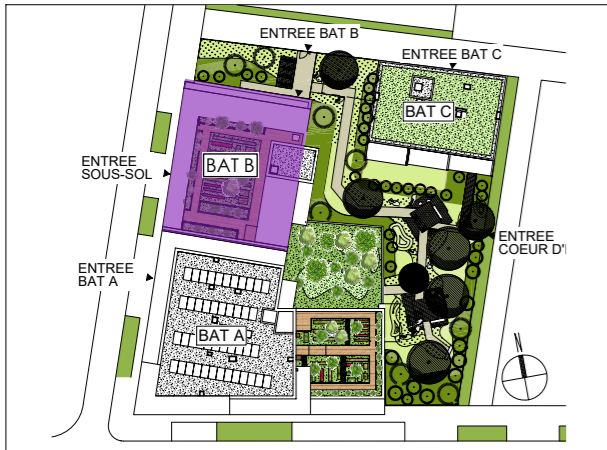 ENTREE BAT B
ENTREE BAT C
BAT C
ENTREE
SOUS-SOL
BAT B
ENTREE
COEUR D'
ENTREE
BAT A
BAT A
N